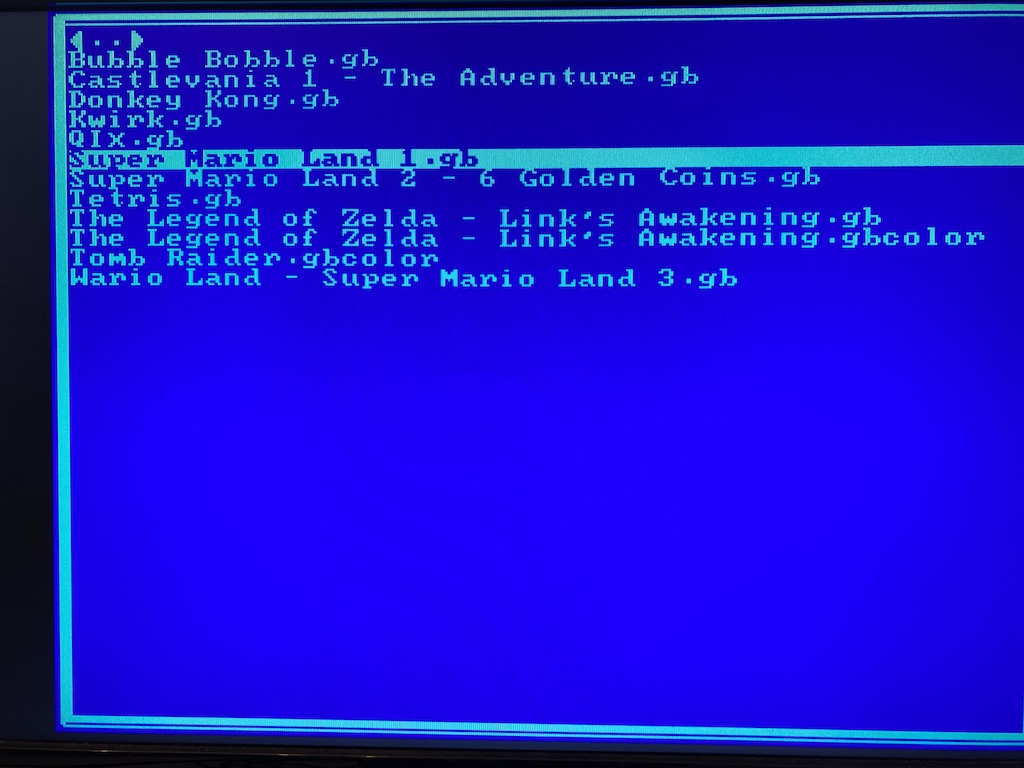 ◀..▶
Bubble Bobble.gb
Castlevania 1 - The Adventure.gb
Donkey Kong.gb
Kwirk.gb
QIx.gb
Super Mario Land 1.gb
Super Mario Land 2 - 6 Golden Coins.gb
Tetris.gb
The Legend of Zelda - Link's Awakening.gb
The Legend of Zelda - Link's Awakening.gbcolor
Tomb Raider.gbcolor
Wario Land - Super Mario Land 3.gb